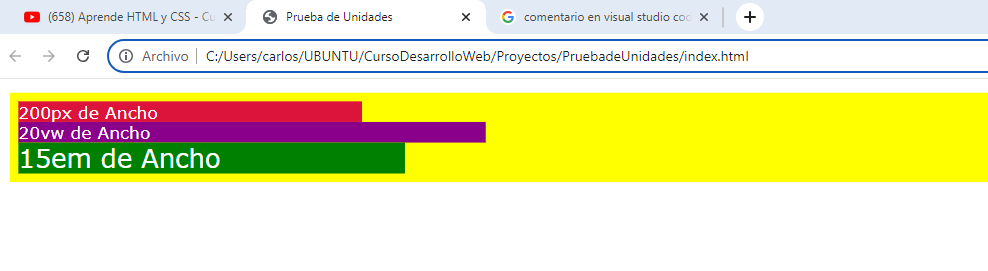 (658) Aprende HTML y CSS - Cu
Prueba de Unidades
comentario en visual studio cod
Archivo
C:/Users/carlos/UBUNTU/CursoDesarrolloWeb/Proyectos/PruebadeUnidades/index.html
200px de Ancho
20vw de Ancho
15em de Ancho